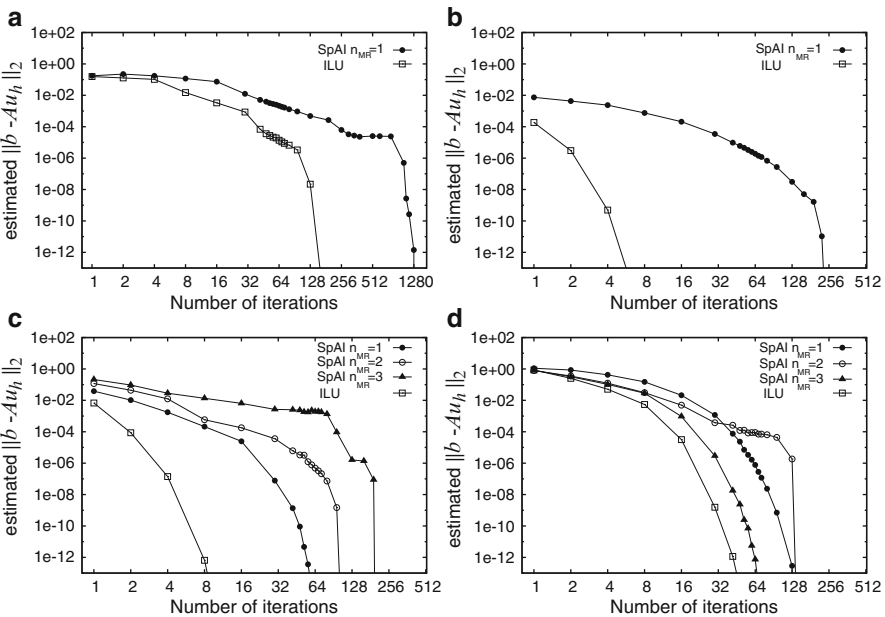 a
estimated ||b -Au_h ||_2
1e+02
1e+00
1e-02
1e-04
1e-06
1e-08
1e-10
1e-12
SpAI n_MR=1
ILU
1 2 4 8 16 32 64 128 256 512 1280
Number of iterations
b
estimated ||b -Au_h ||_2
1e+02
1e+00
1e-02
1e-04
1e-06
1e-08
1e-10
1e-12
SpAI n_MR=1
ILU
1 2 4 8 16 32 64 128 256 512
Number of iterations
c
estimated ||b -Au_h ||_2
1e+02
1e+00
1e-02
1e-04
1e-06
1e-08
1e-10
1e-12
SpAI n_MR=1
SpAI n_MR=2
SpAI n_MR=3
ILU
1 2 4 8 16 32 64 128 256 512
Number of iterations
d
estimated ||b -Au_h ||_2
1e+02
1e+00
1e-02
1e-04
1e-06
1e-08
1e-10
1e-12
SpAI n_MR=1
SpAI n_MR=2
SpAI n_MR=3
ILU
1 2 4 8 16 32 64 128 256 512
Number of iterations